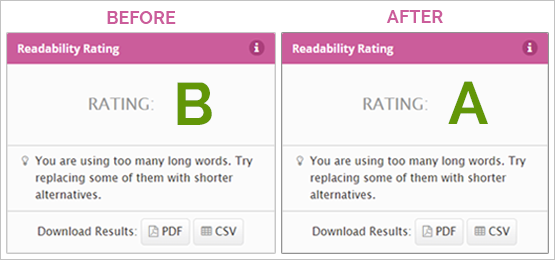 BEFORE
Readability Rating
RATING: B
You are using too many long words. Try
replacing some of them with shorter
alternatives.
Download Results: PDF CSV
AFTER
Readability Rating
RATING: A
You are using too many long words. Try
replacing some of them with shorter
alternatives.
Download Results: PDF CSV